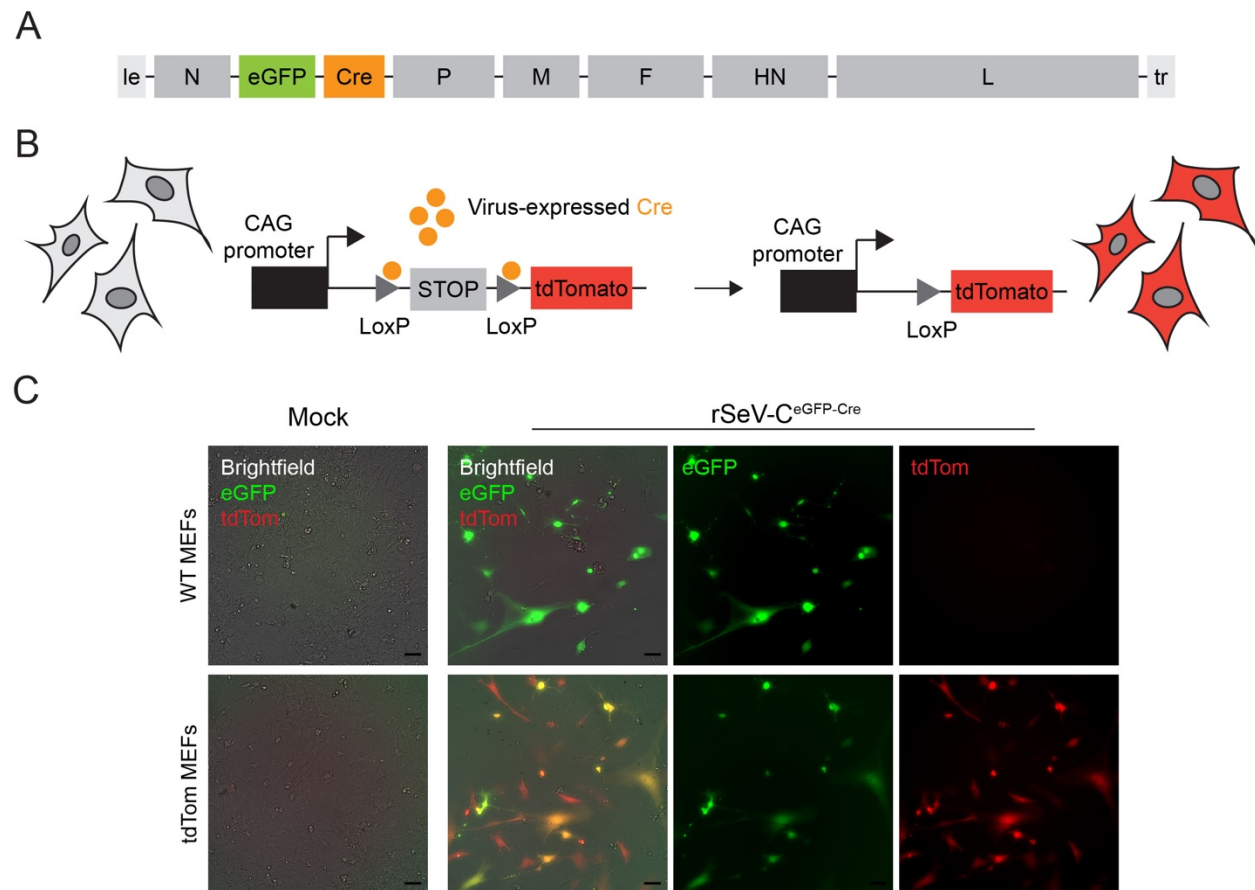 A
le N eGFP Cre P M F HN L tr
B
CAG
promoter
Virus-expressed Cre
STOP
tdTomato
LoxP
LoxP
CAG
promoter
tdTomato
LoxP
C
Mock
rSeV-C^eGFP-Cre
WT MEFs
Brightfield
eGFP
tdTom
Brightfield
eGFP
tdTom
eGFP
tdTom
tdTom MEFs